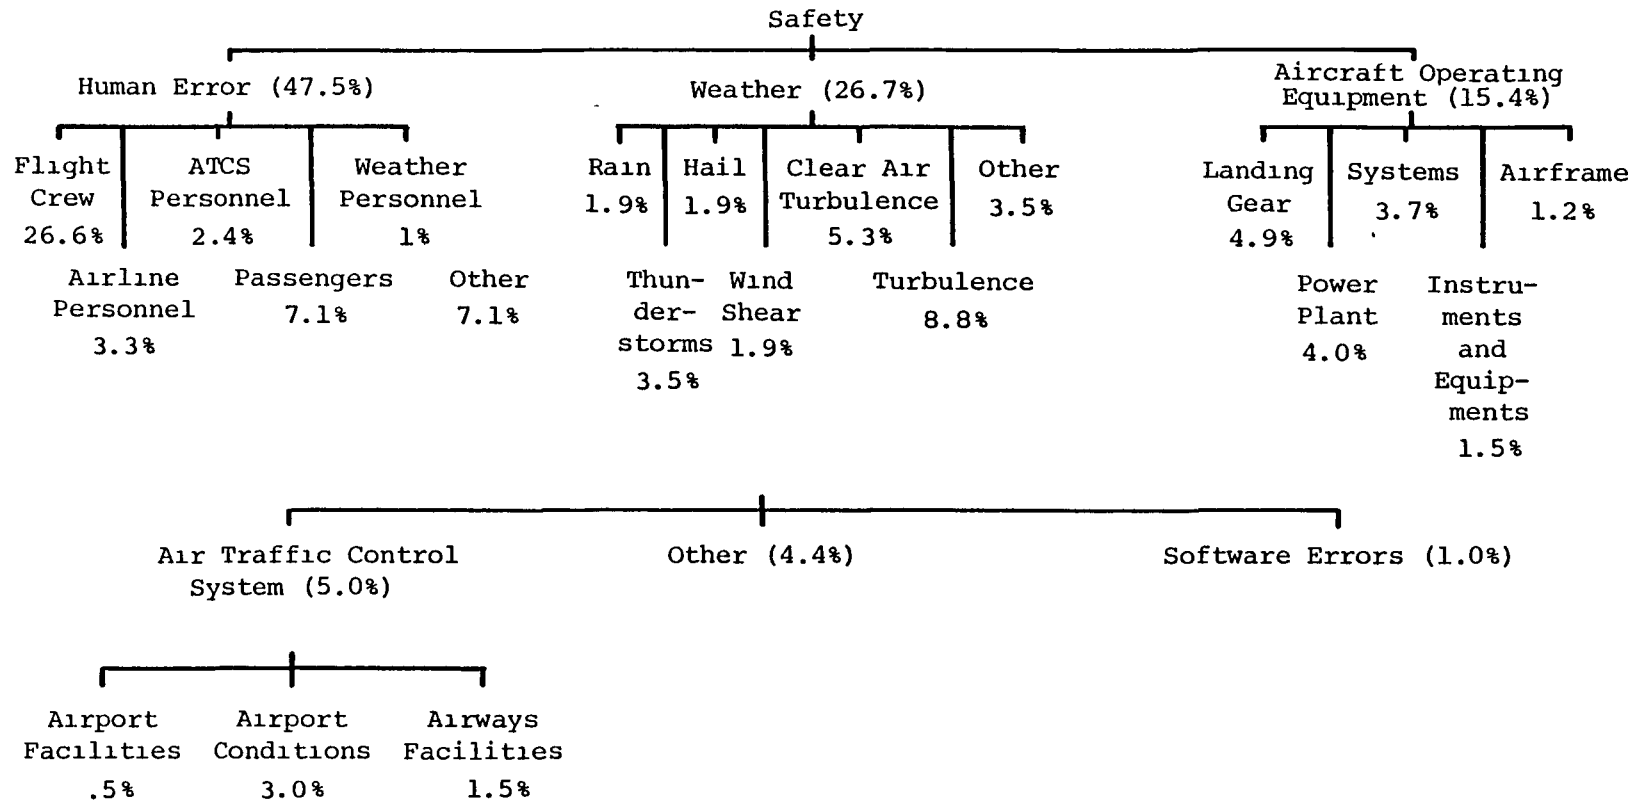 Safety
Human Error (47.5%)
Weather (26.7%)
Aircraft Operating
Equipment (15.4%)
Flight
Crew
26.6%
ATCS
Personnel
2.4%
Weather
Personnel
1%
Airline
Personnel
3.3%
Passengers
7.1%
Other
7.1%
Rain
1.9%
Hail
1.9%
Clear Air
Turbulence
5.3%
Other
3.5%
Thun-
der-
storms
3.5%
Wind
Shear
1.9%
Turbulence
8.8%
Landing
Gear
4.9%
Systems
3.7%
Airframe
1.2%
Power
Plant
4.0%
Instru-
ments
and
Equip-
ments
1.5%
Air Traffic Control
System (5.0%)
Other (4.4%)
Software Errors (1.0%)
Airport
Facilities
.5%
Airport
Conditions
3.0%
Airways
Facilities
1.5%